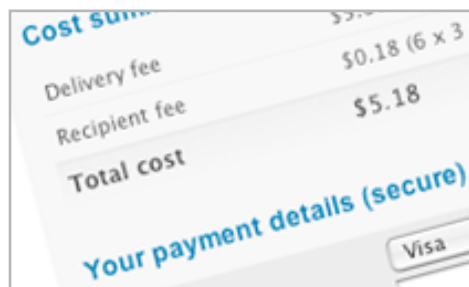 Cost
Delivery fee
Recipient fee $0.18 (6 x 3
Total cost $5.18
Your payment details (secure)
Visa